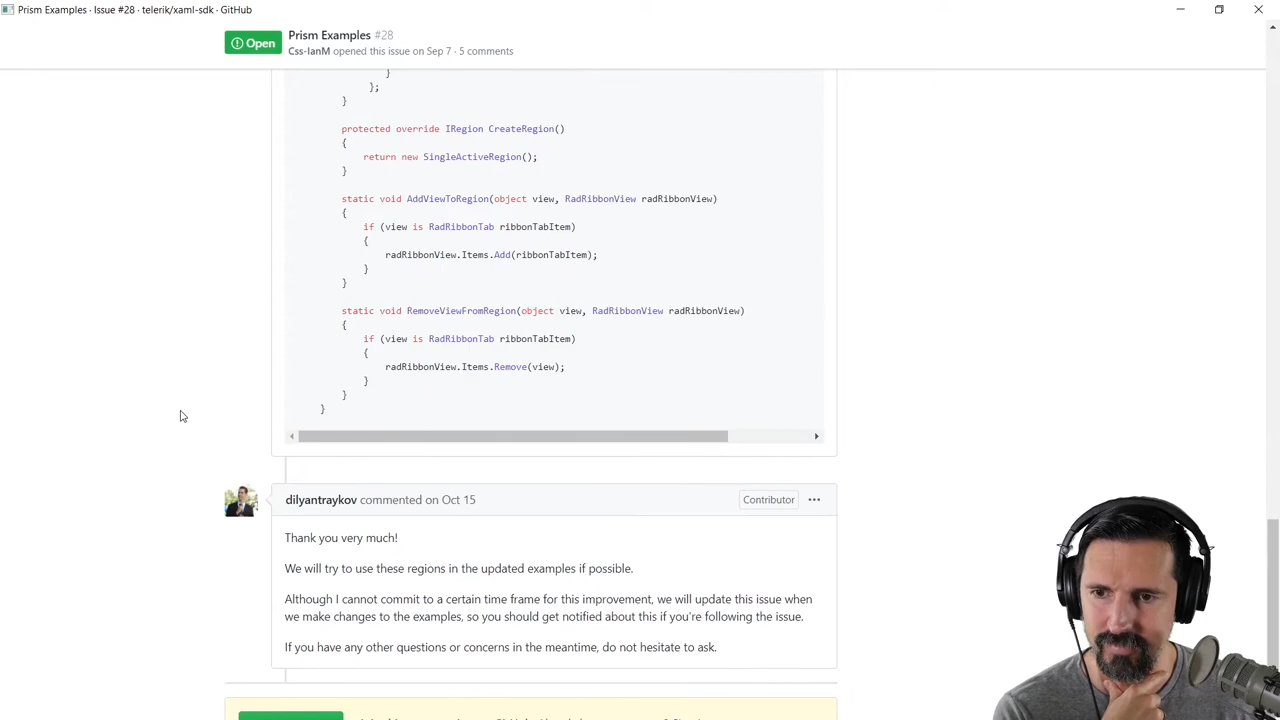 Prism Examples · Issue #28 · telerik/xaml-sdk · GitHub
Open
Prism Examples #28
Css-IanM opened this issue on Sep 7 · 5 comments
}
};
}
protected override IRegion CreateRegion()
{
return new SingleActiveRegion();
}
static void AddViewToRegion(object view, RadRibbonView radRibbonView)
{
if (view is RadRibbonTab ribbonTabItem)
{
radRibbonView.Items.Add(ribbonTabItem);
}
}
static void RemoveViewFromRegion(object view, RadRibbonView radRibbonView)
{
if (view is RadRibbonTab ribbonTabItem)
{
radRibbonView.Items.Remove(view);
}
}
}
dilyantraykov commented on Oct 15
Contributor
Thank you very much!
We will try to use these regions in the updated examples if possible.
Although I cannot commit to a certain time frame for this improvement, we will update this issue when
we make changes to the examples, so you should get notified about this if you're following the issue.
If you have any other questions or concerns in the meantime, do not hesitate to ask.